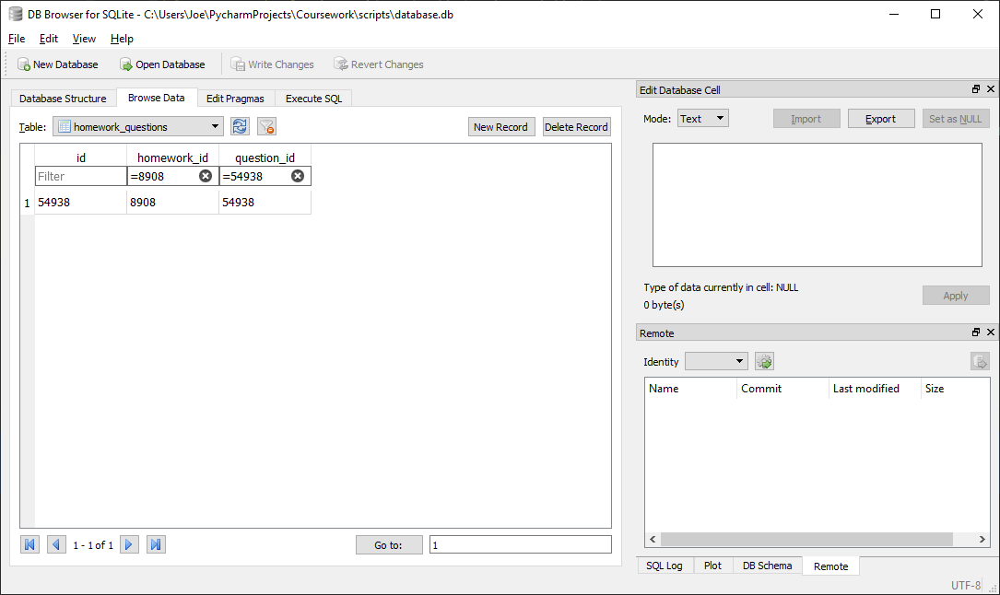 DB Browser for SQLite - C:\Users\Joe\PycharmProjects\Coursework\scripts\database.db
File Edit View Help
New Database Open Database Write Changes Revert Changes
Database Structure Browse Data Edit Pragmas Execute SQL
Table: homework_questions New Record Delete Record
id homework_id question_id
Filter =8908 =54938
1 54938 8908 54938
1 - 1 of 1 Go to: 1
Edit Database Cell
Mode: Text Import Export Set as NULL
Type of data currently in cell: NULL
0 byte(s)
Apply
Remote
Identity
Name Commit Last modified Size
SQL Log Plot DB Schema Remote
UTF-8